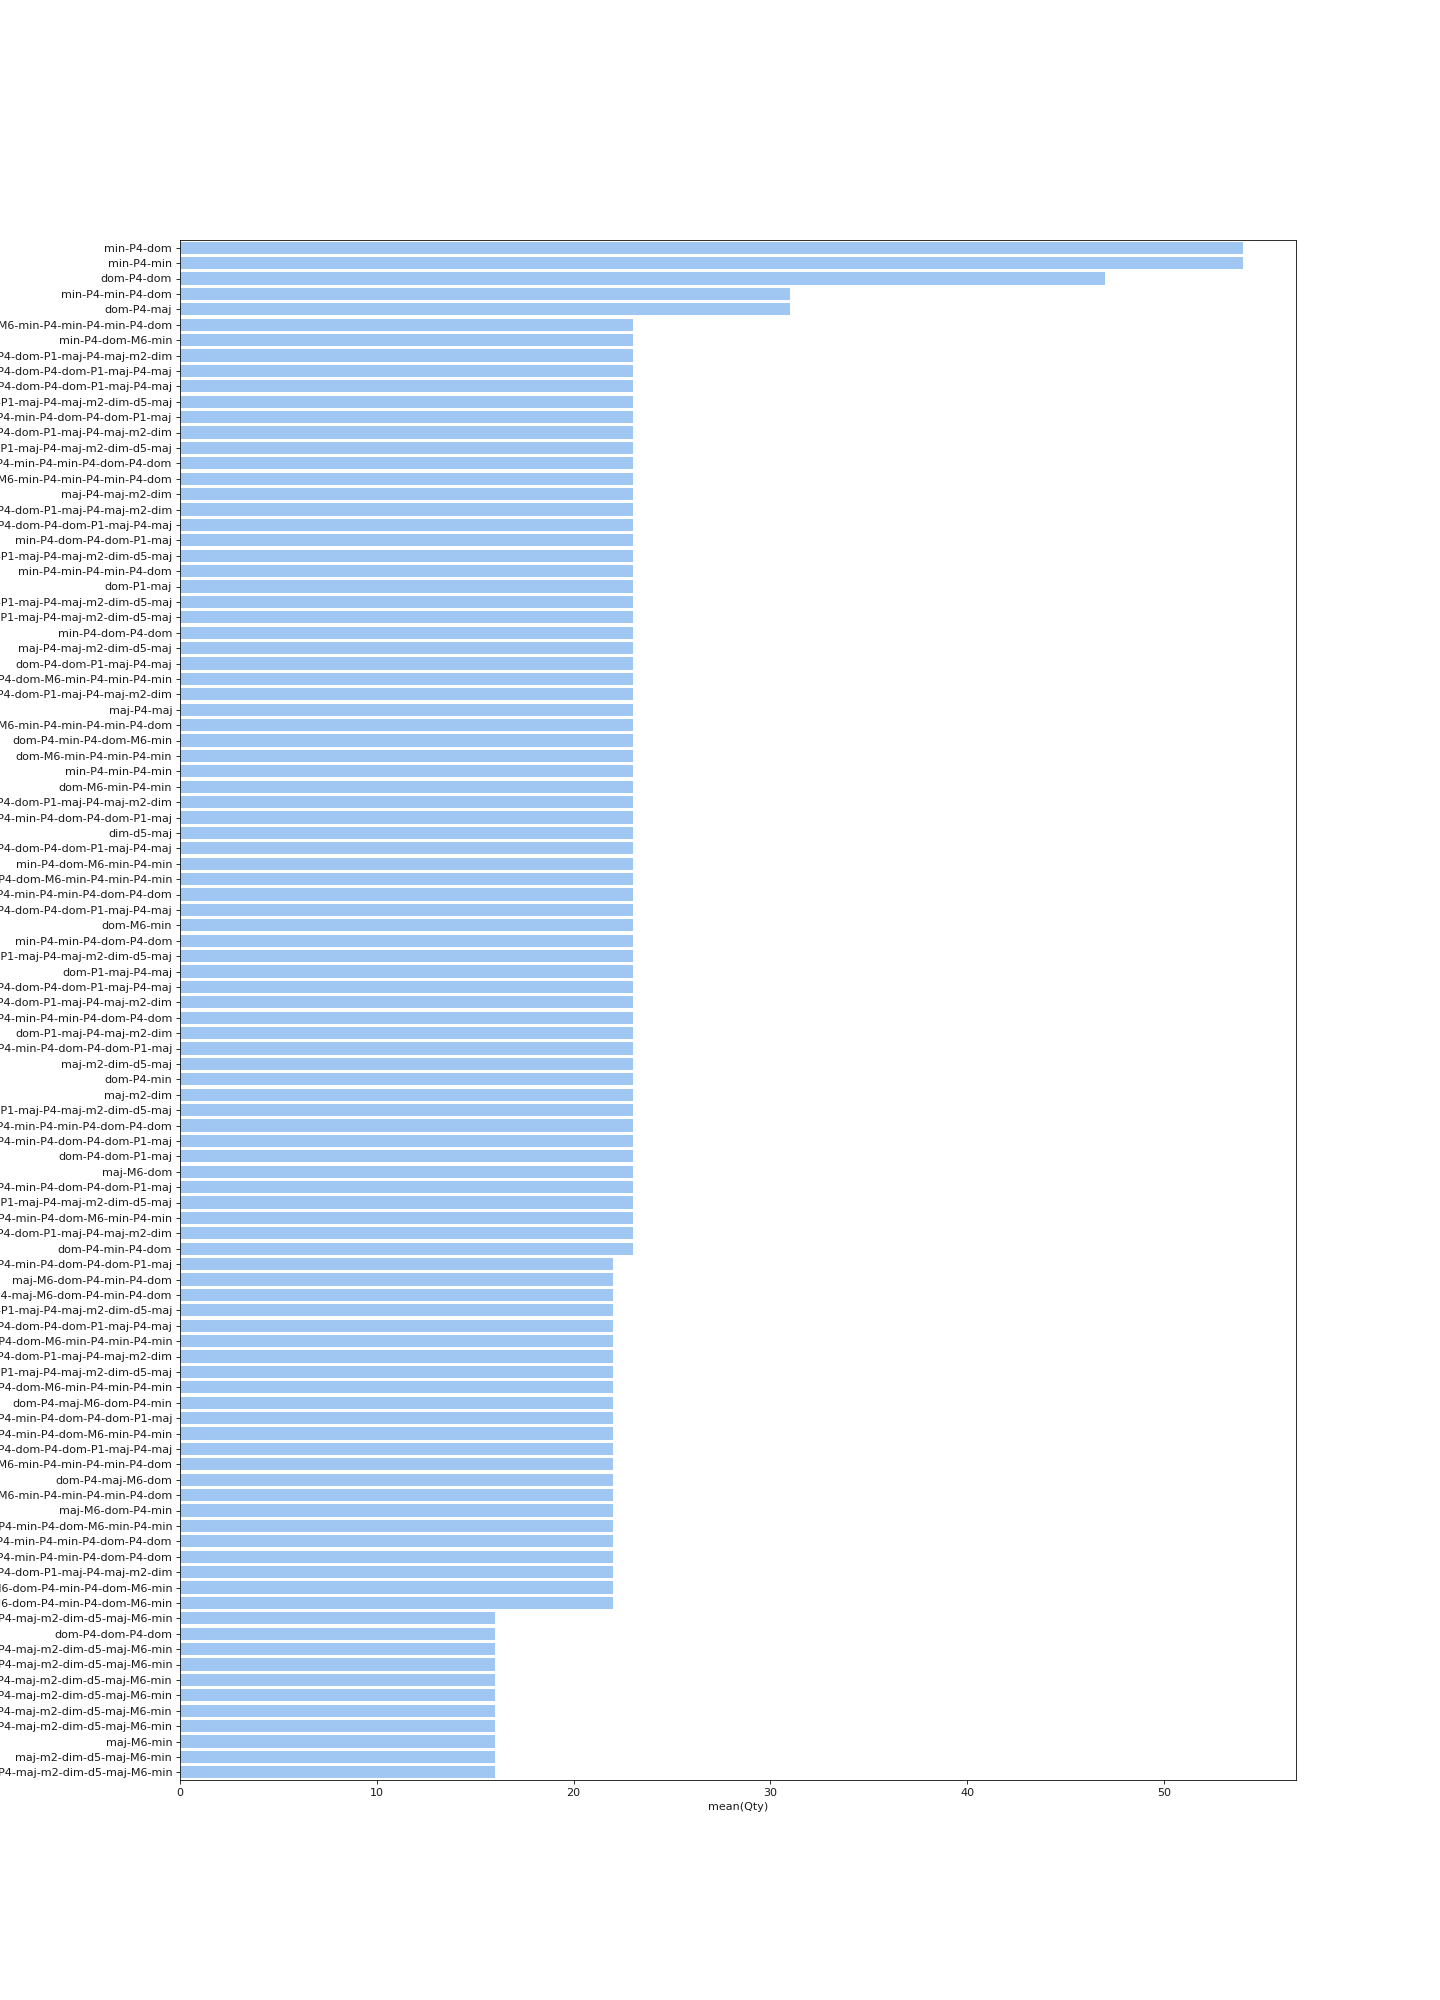 min-P4-dom
min-P4-min
dom-P4-dom
min-P4-min-P4-dom
dom-P4-maj
M6-min-P4-min-P4-min-P4-dom
min-P4-dom-M6-min
P4-dom-P1-maj-P4-maj-m2-dim
P4-dom-P4-dom-P1-maj-P4-maj
P4-dom-P4-dom-P1-maj-P4-maj
-P1-maj-P4-maj-m2-dim-d5-maj
P4-min-P4-dom-P4-dom-P1-maj
P4-dom-P1-maj-P4-maj-m2-dim
P1-maj-P4-maj-m2-dim-d5-maj
P4-min-P4-min-P4-dom-P4-dom
M6-min-P4-min-P4-min-P4-dom
maj-P4-maj-m2-dim
P4-dom-P1-maj-P4-maj-m2-dim
P4-dom-P4-dom-P1-maj-P4-maj
min-P4-dom-P4-dom-P1-maj
-P1-maj-P4-maj-m2-dim-d5-maj
min-P4-min-P4-min-P4-dom
dom-P1-maj
-P1-maj-P4-maj-m2-dim-d5-maj
P1-maj-P4-maj-m2-dim-d5-maj
min-P4-dom-P4-dom
maj-P4-maj-m2-dim-d5-maj
dom-P4-dom-P1-maj-P4-maj
P4-dom-M6-min-P4-min-P4-min
P4-dom-P1-maj-P4-maj-m2-dim
maj-P4-maj
M6-min-P4-min-P4-min-P4-dom
dom-P4-min-P4-dom-M6-min
dom-M6-min-P4-min-P4-min
min-P4-min-P4-min
dom-M6-min-P4-min
P4-dom-P1-maj-P4-maj-m2-dim
P4-min-P4-dom-P4-dom-P1-maj
dim-d5-maj
P4-dom-P4-dom-P1-maj-P4-maj
min-P4-dom-M6-min-P4-min
P4-dom-M6-min-P4-min-P4-min
P4-min-P4-min-P4-dom-P4-dom
P4-dom-P4-dom-P1-maj-P4-maj
dom-M6-min
min-P4-min-P4-dom-P4-dom
P1-maj-P4-maj-m2-dim-d5-maj
dom-P1-maj-P4-maj
P4-dom-P4-dom-P1-maj-P4-maj
P4-dom-P1-maj-P4-maj-m2-dim
P4-min-P4-min-P4-dom-P4-dom
dom-P1-maj-P4-maj-m2-dim
P4-min-P4-dom-P4-dom-P1-maj
maj-m2-dim-d5-maj
dom-P4-min
maj-m2-dim
P1-maj-P4-maj-m2-dim-d5-maj
P4-min-P4-min-P4-dom-P4-dom
P4-min-P4-dom-P4-dom-P1-maj
dom-P4-dom-P1-maj
maj-M6-dom
P4-min-P4-dom-P4-dom-P1-maj
P1-maj-P4-maj-m2-dim-d5-maj
P4-min-P4-dom-M6-min-P4-min
P4-dom-P1-maj-P4-maj-m2-dim
dom-P4-min-P4-dom
P4-min-P4-dom-P4-dom-P1-maj
maj-M6-dom-P4-min-P4-dom
P4-maj-M6-dom-P4-min-P4-dom
-P1-maj-P4-maj-m2-dim-d5-maj
P4-dom-P4-dom-P1-maj-P4-maj
P4-dom-M6-min-P4-min-P4-min
P4-dom-P1-maj-P4-maj-m2-dim
P1-maj-P4-maj-m2-dim-d5-maj
P4-dom-M6-min-P4-min-P4-min
dom-P4-maj-M6-dom-P4-min
P4-min-P4-dom-P4-dom-P1-maj
P4-min-P4-dom-M6-min-P4-min
P4-dom-P4-dom-P1-maj-P4-maj
M6-min-P4-min-P4-min-P4-dom
dom-P4-maj-M6-dom
M6-min-P4-min-P4-min-P4-dom
maj-M6-dom-P4-min
P4-min-P4-dom-M6-min-P4-min
P4-min-P4-min-P4-dom-P4-dom
P4-min-P4-min-P4-dom-P4-dom
P4-dom-P1-maj-P4-maj-m2-dim
M6-dom-P4-min-P4-dom-M6-min
M6-dom-P4-min-P4-dom-M6-min
P4-maj-m2-dim-d5-maj-M6-min
dom-P4-dom-P4-dom
P4-maj-m2-dim-d5-maj-M6-min
P4-maj-m2-dim-d5-maj-M6-min
P4-maj-m2-dim-d5-maj-M6-min
P4-maj-m2-dim-d5-maj-M6-min
P4-maj-m2-dim-d5-maj-M6-min
P4-maj-m2-dim-d5-maj-M6-min
maj-M6-min
maj-m2-dim-d5-maj-M6-min
P4-maj-m2-dim-d5-maj-M6-min
0 10 20 30 40 50
mean(Qty)